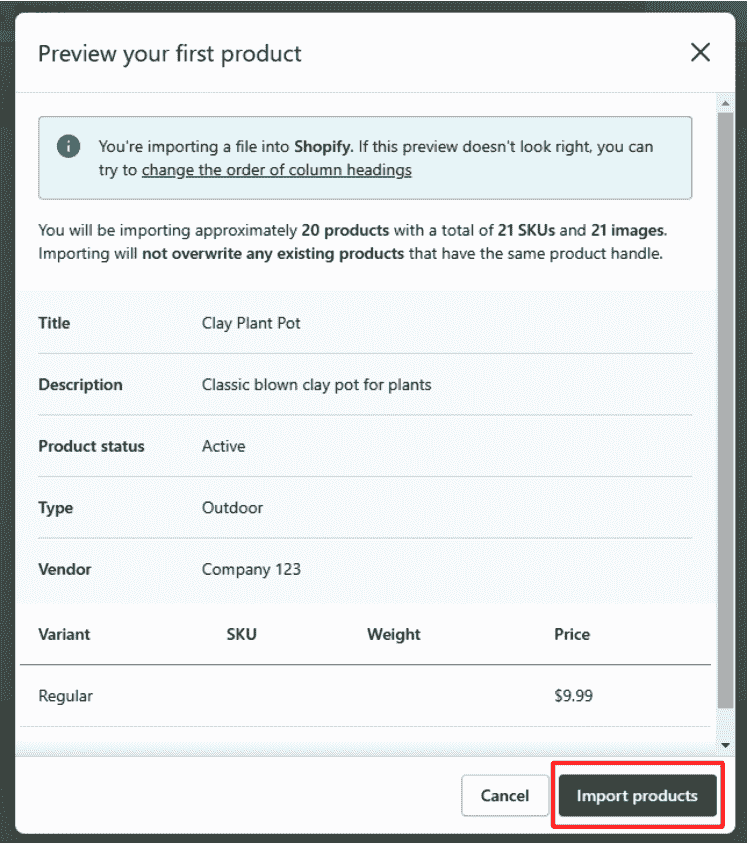 Preview your first product
You're importing a file into Shopify. If this preview doesn't look right, you can
try to change the order of column headings
You will be importing approximately 20 products with a total of 21 SKUs and 21 images.
Importing will not overwrite any existing products that have the same product handle.
Title Clay Plant Pot
Description Classic blown clay pot for plants
Product status Active
Type Outdoor
Vendor Company 123
Variant SKU Weight Price
Regular $9.99
Cancel Import products